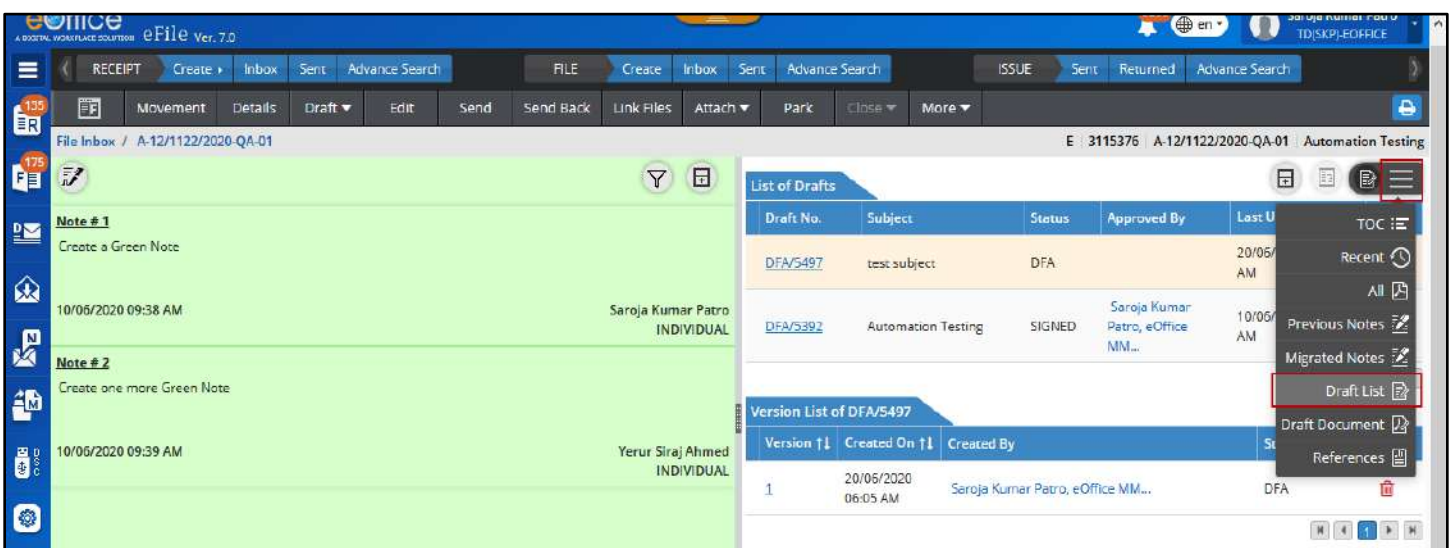 eOffice
A DIGITAL WORKPLACE SOLUTION eFile Ver. 7.0
en
Saroja Kumar Patro
TD(SKP)-EOFFICE
RECEIPT Create Inbox Sent Advance Search FILE Create Inbox Sent Advance Search ISSUE Sent Returned Advance Search
135
Movement Details Draft Edit Send Send Back Link Files Attach Park Close More
File Inbox / A-12/1122/2020-QA-01
E 3115376 A-12/1122/2020-QA-01 Automation Testing
175
Note # 1
Create a Green Note
10/06/2020 09:38 AM
Saroja Kumar Patro
INDIVIDUAL
Note # 2
Create one more Green Note
10/06/2020 09:39 AM
Yerur Siraj Ahmed
INDIVIDUAL
List of Drafts
Draft No. Subject Status Approved By Last U
DFA/5497 test subject DFA 20/06/
AM
DFA/5392 Automation Testing SIGNED Saroja Kumar
Patro, eOffice
MM...
10/06/
AM
TOC
Recent
All
Previous Notes
Migrated Notes
Draft List
Draft Document
References
Version List of DFA/5497
Version Created On Created By St
1 20/06/2020
06:05 AM
Saroja Kumar Patro, eOffice MM... DFA
1